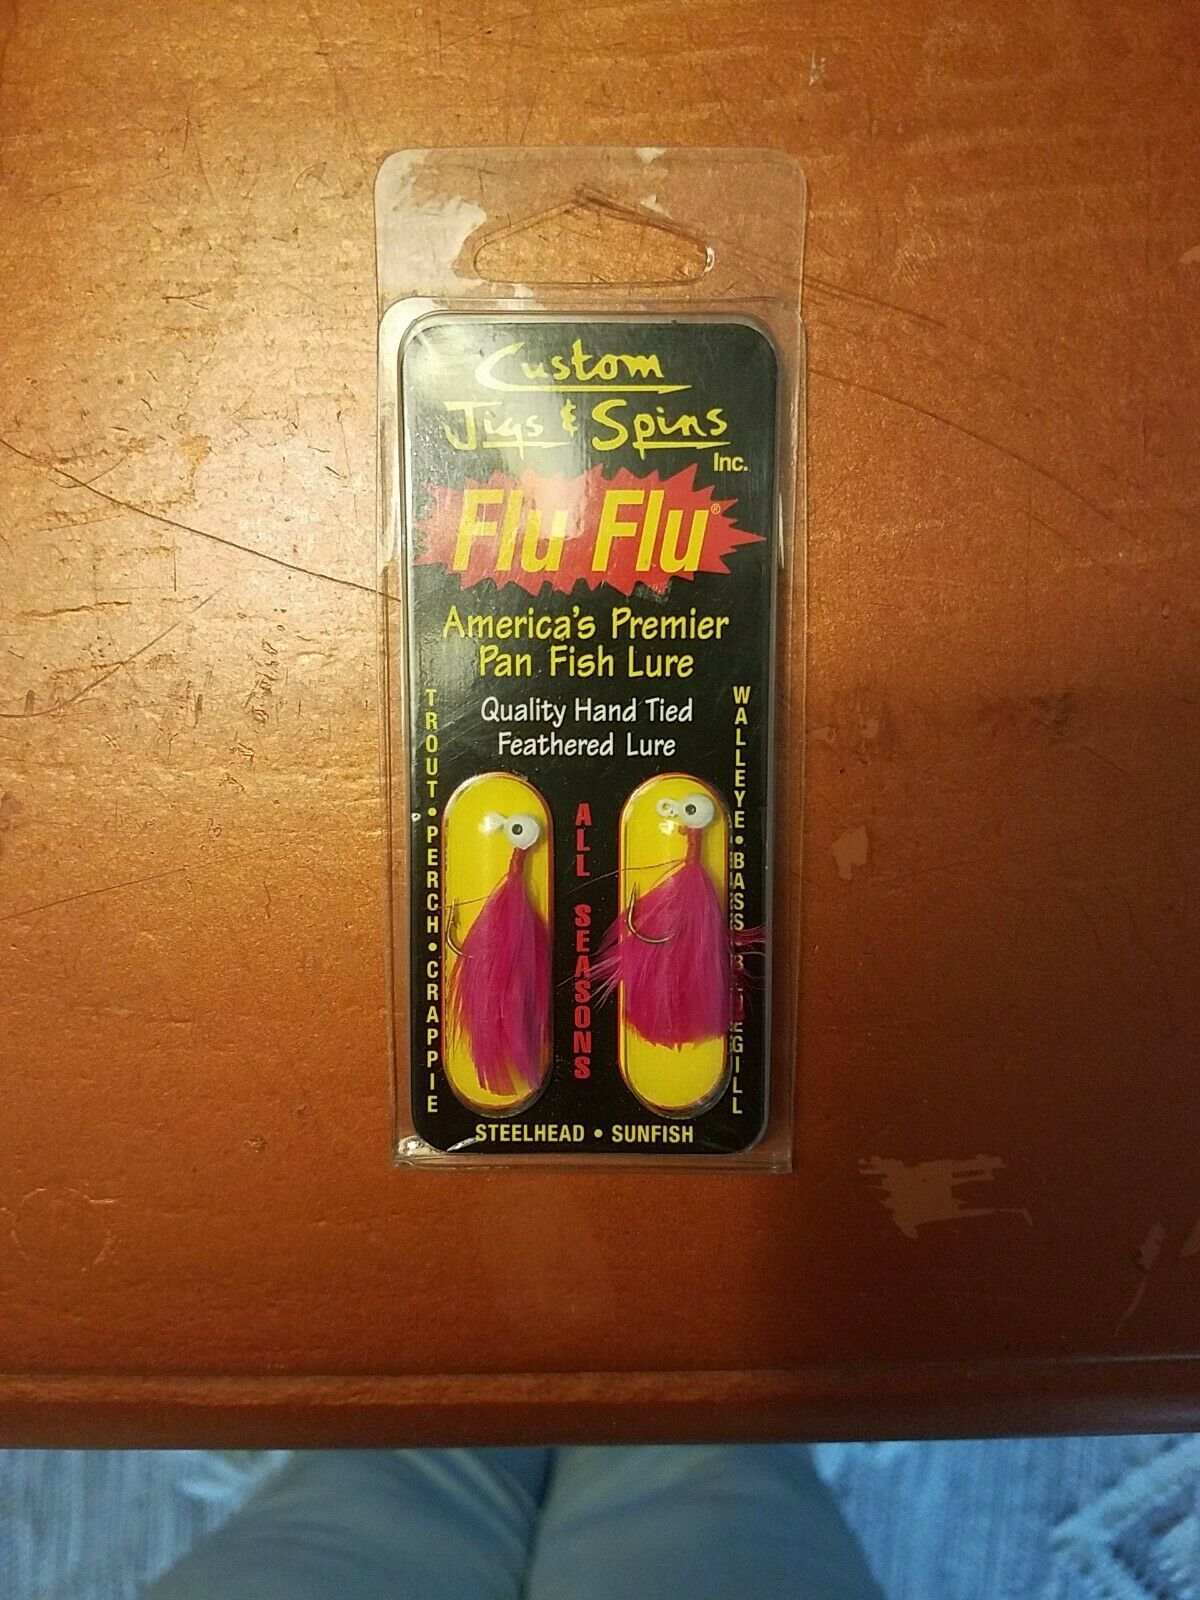 Custom
Jigs & Spins
Inc.
Flu Flu®
America's Premier
Pan Fish Lure
Quality Hand Tied
Feathered Lure
TROUT • PERCH • CRAPPIE
ALL SEASONS
WALLEYE • BASS • BLUEGILL
STEELHEAD • SUNFISH